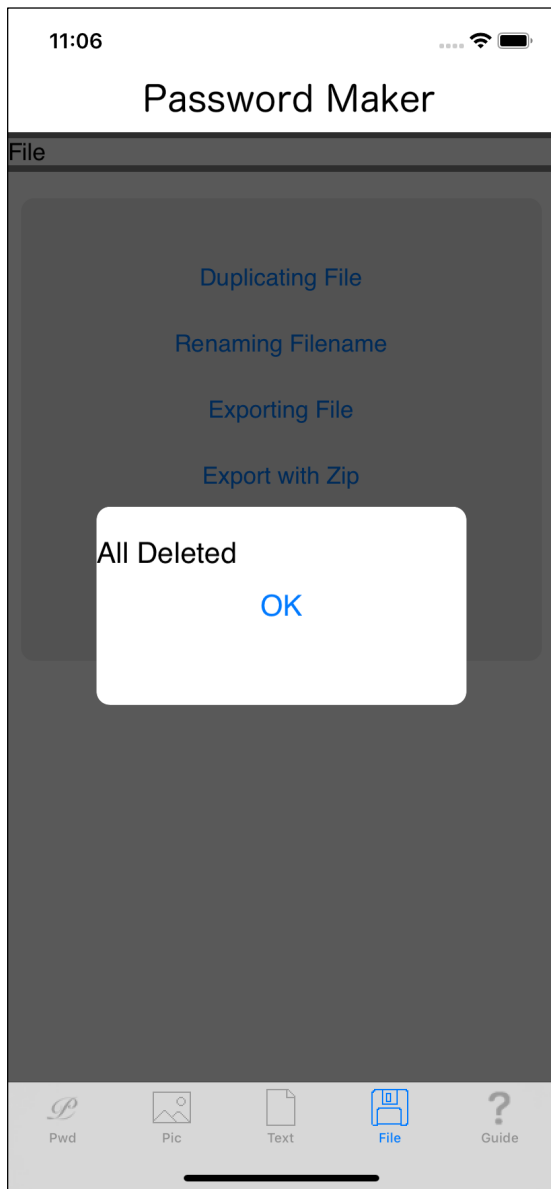 11:06
Password Maker
File
Duplicating File
Renaming Filename
Exporting File
Export with Zip
All Deleted
OK
Pwd
Pic
Text
File
Guide